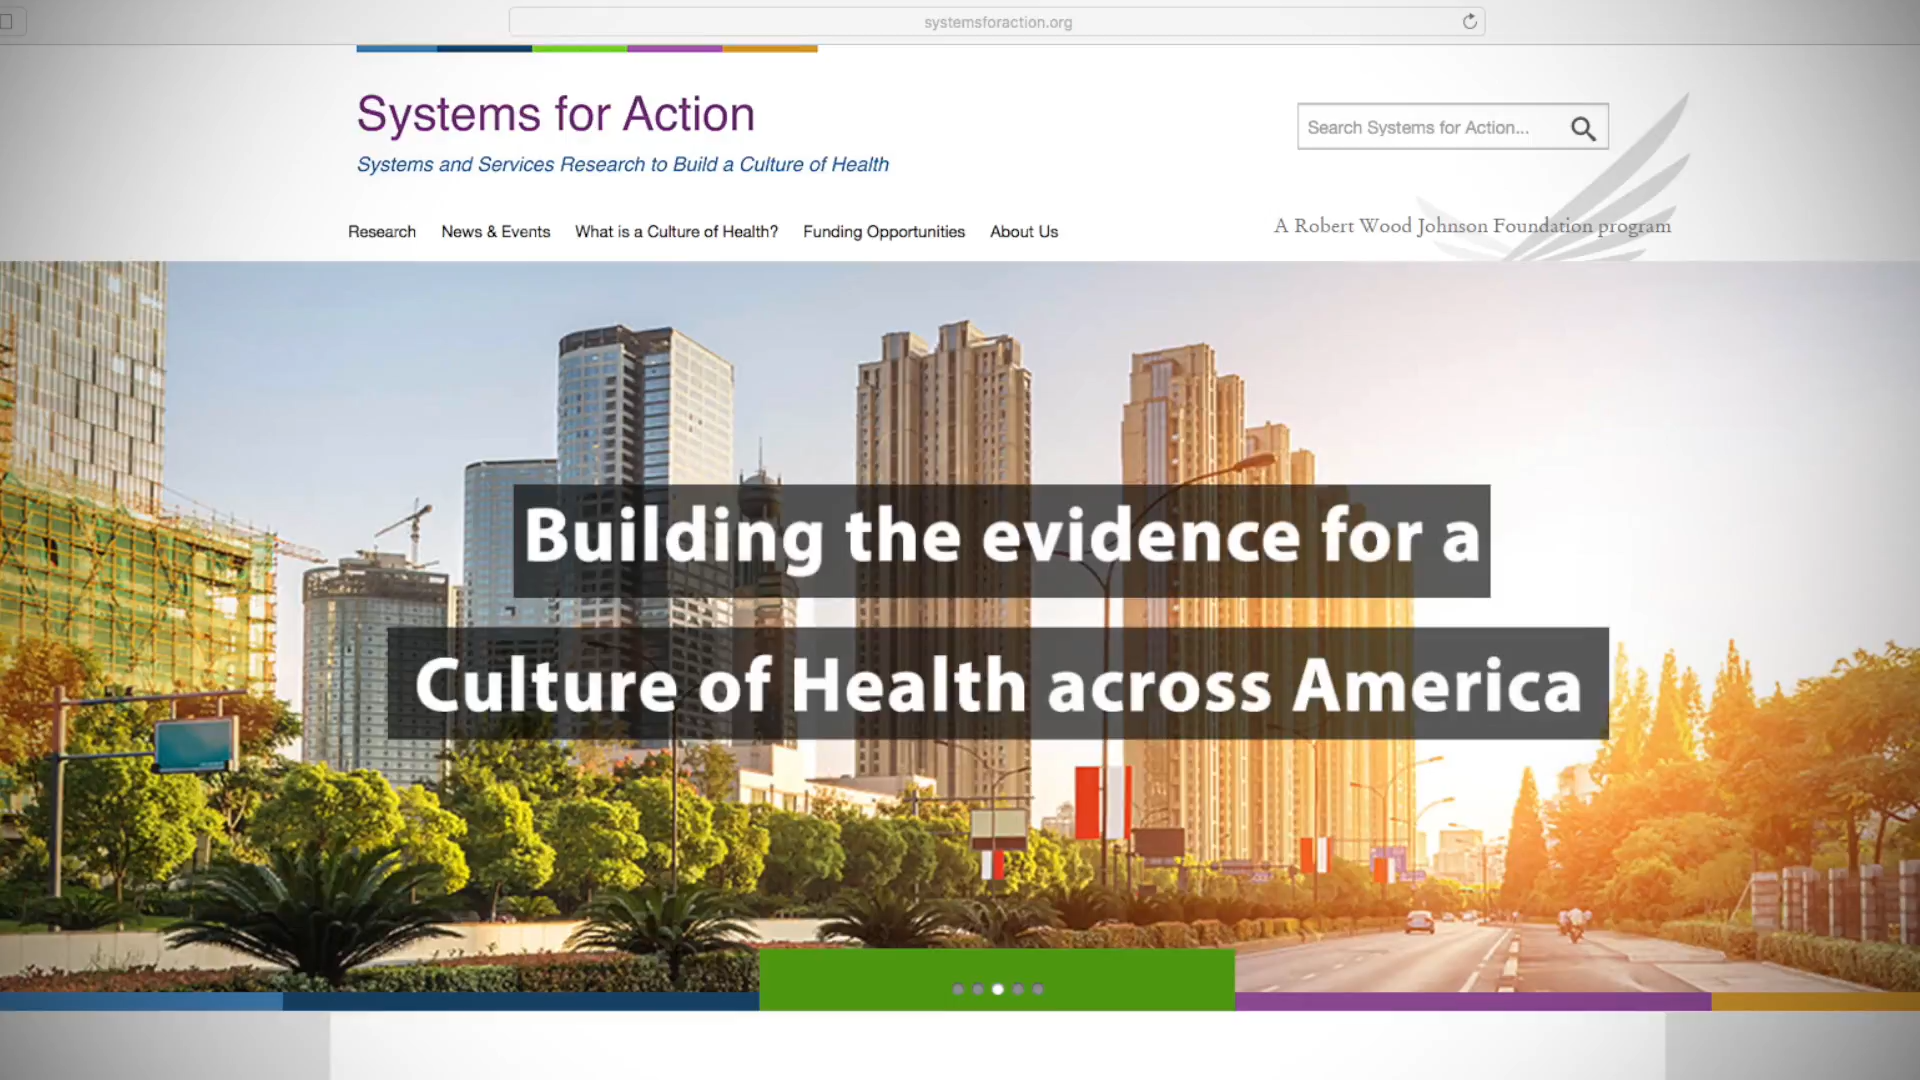 systemsforaction.org
Systems for Action
Search Systems for Action...
Systems and Services Research to Build a Culture of Health
Research News & Events What is a Culture of Health? Funding Opportunities About Us
A Robert Wood Johnson Foundation program
Building the evidence for a
Culture of Health across America